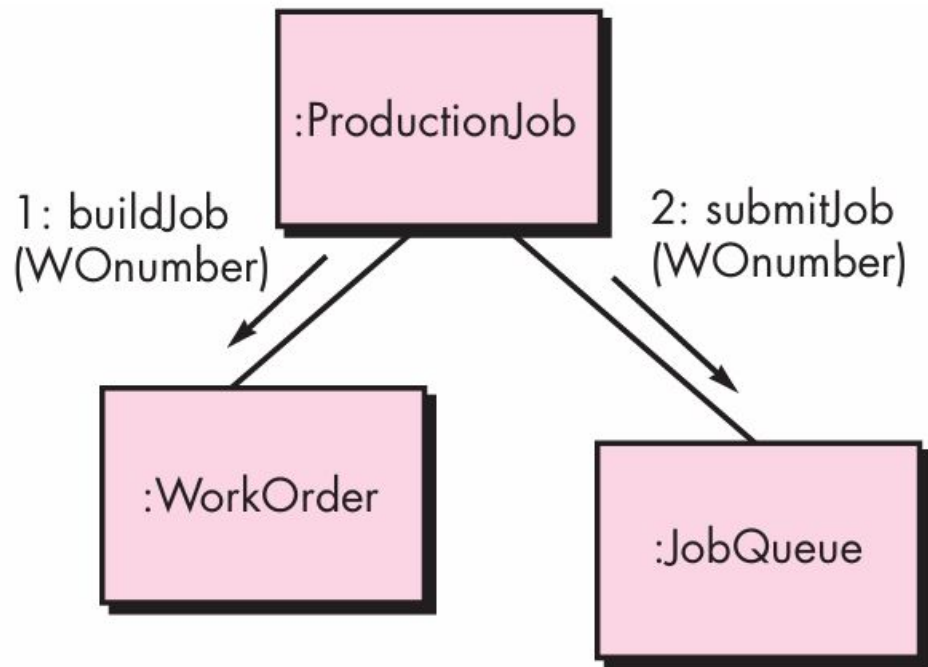 :ProductionJob
1: buildJob
(WOnumber)
2: submitJob
(WOnumber)
:WorkOrder
:JobQueue